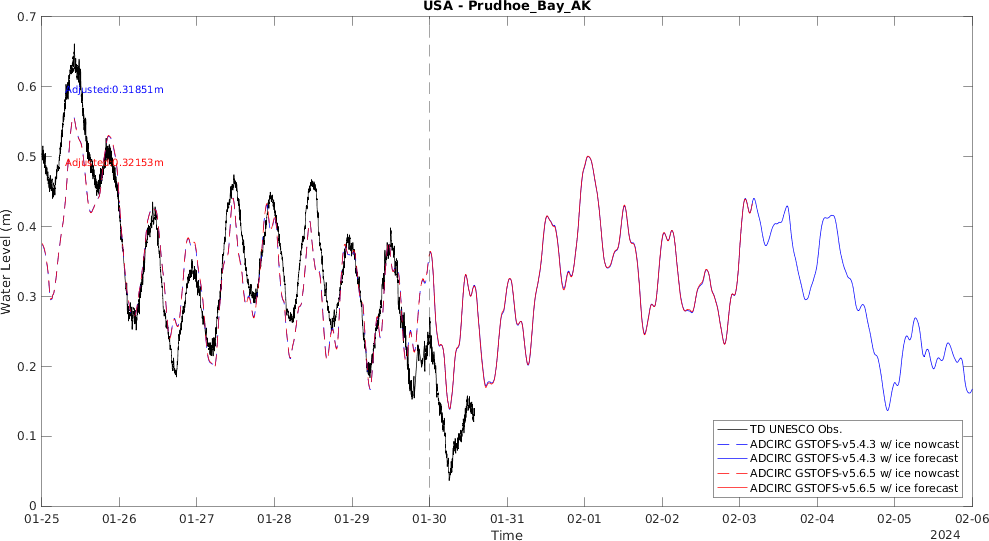 USA - Prudhoe_Bay_AK
0.7
0.6
0.5
0.4
0.3
0.2
0.1
0
Water Level (m)
Adjusted:0.31851m
Adjusted:0.32153m
TD UNESCO Obs.
ADCIRC GSTOFS-v5.4.3 w/ ice nowcast
ADCIRC GSTOFS-v5.4.3 w/ ice forecast
ADCIRC GSTOFS-v5.6.5 w/ ice nowcast
ADCIRC GSTOFS-v5.6.5 w/ ice forecast
01-25 01-26 01-27 01-28 01-29 01-30 01-31 02-01 02-02 02-03 02-04 02-05 02-06
Time
2024